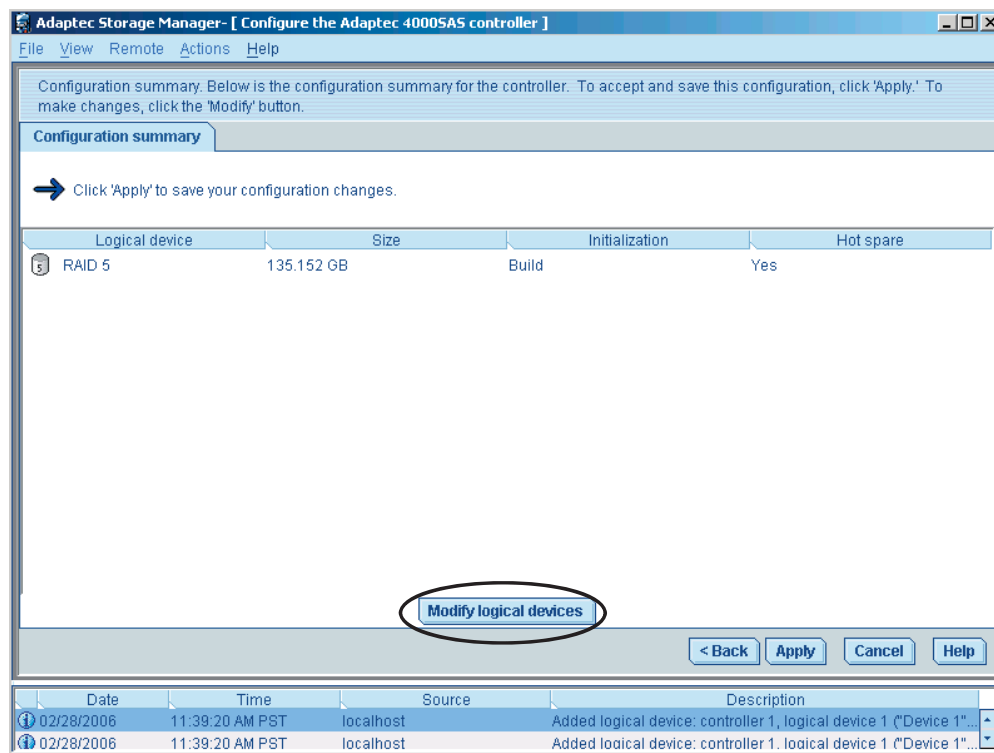 Adaptec Storage Manager- [ Configure the Adaptec 4000SAS controller ]
File View Remote Actions Help
Configuration summary. Below is the configuration summary for the controller. To accept and save this configuration, click 'Apply.' To
make changes, click the 'Modify' button.
Configuration summary
Click 'Apply' to save your configuration changes.
Logical device Size Initialization Hot spare
5 RAID 5 135.152 GB Build Yes
Modify logical devices
< Back Apply Cancel Help
Date Time Source Description
02/28/2006 11:39:20 AM PST localhost Added logical device: controller 1, logical device 1 ("Device 1"...
02/28/2006 11:39:20 AM PST localhost Added logical device: controller 1, logical device 1 ("Device 1"...